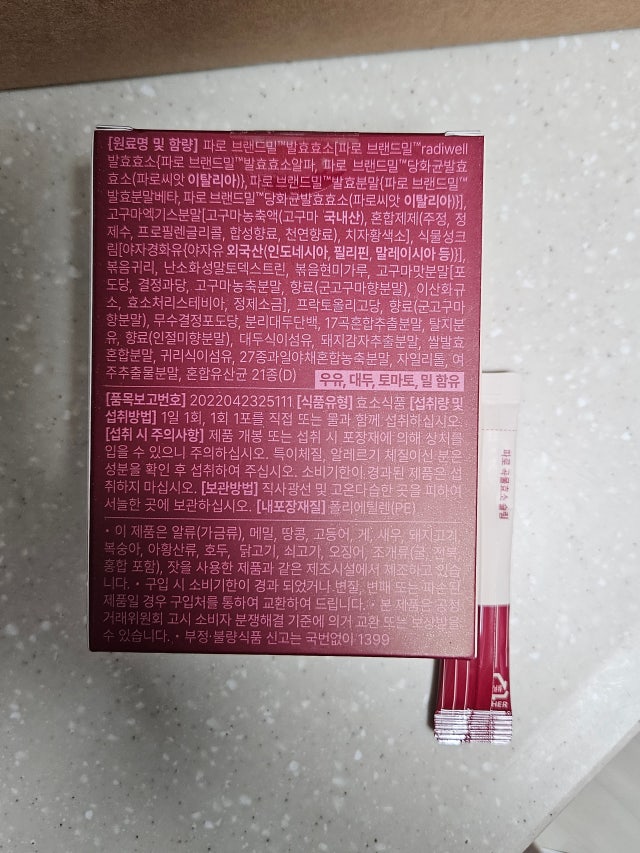 [원료명 및 함량] 파로 브랜드밀™발효효소[파로 브랜드밀™radiwell
발효효소{파로 브랜드밀™발효효소알파, 파로 브랜드밀™당화균발효
효소(파로씨앗 이탈리아)}, 파로 브랜드밀™발효분말{파로 브랜드밀™
발효분말베타, 파로 브랜드밀™당화균발효효소(파로씨앗 이탈리아)}],
고구마엑기스분말[고구마농축액(고구마 국내산), 혼합제제(주정, 정
제수, 프로필렌글리콜, 합성향료, 천연향료), 치자황색소], 식물성크
림[야자경화유{야자유 외국산(인도네시아, 필리핀, 말레이시아 등)}],
볶음귀리, 난소화성말토덱스트린, 볶음현미가루, 고구마맛분말[포
도당, 결정과당, 고구마농축분말, 향료(군고구마향분말), 이산화규
소, 효소처리스테비아, 정제소금], 프락토올리고당, 향료(군고구마
향분말), 무수결정포도당, 분리대두단백, 17곡혼합추출분말, 탈지분
유, 향료(인절미향분말), 대두식이섬유, 돼지감자추출분말, 쌀발효
혼합분말, 귀리식이섬유, 27종과일야채혼합농축분말, 자일리톨, 여
주추출물분말, 혼합유산균 21종(D) 우유, 대두, 토마토, 밀 함유
[품목보고번호] 2022042325111 [식품유형] 효소식품 [섭취량 및
섭취방법] 1일 1회, 1회 1포를 직접 또는 물과 함께 섭취하십시오.
[섭취 시 주의사항] 제품 개봉 또는 섭취 시 포장재에 의해 상처를
입을 수 있으니 주의하십시오. 특이체질, 알레르기 체질이신 분은
성분을 확인 후 섭취하여 주십시오. 소비기한이 경과된 제품은 섭
취하지 마십시오. [보관방법] 직사광선 및 고온다습한 곳을 피하여
서늘한 곳에 보관하십시오. [내포장재질] 폴리에틸렌(PE)
• 이 제품은 알류(가금류), 메밀, 땅콩, 고등어, 게, 새우, 돼지고기,
복숭아, 아황산류, 호두, 닭고기, 쇠고기, 오징어, 조개류(굴, 전복,
홍합 포함), 잣을 사용한 제품과 같은 제조시설에서 제조하고 있습
니다. • 구입 시 소비기한이 경과 되었거나 변질, 변패 또는 파손된
제품일 경우 구입처를 통하여 교환하여 드립니다. • 본 제품은 공정
거래위원회 고시 소비자 분쟁해결 기준에 의거 교환 또는 보상받을
수 있습니다. • 부정·불량식품 신고는 국번없이 1399
파로 곡물효소 슬림
HER